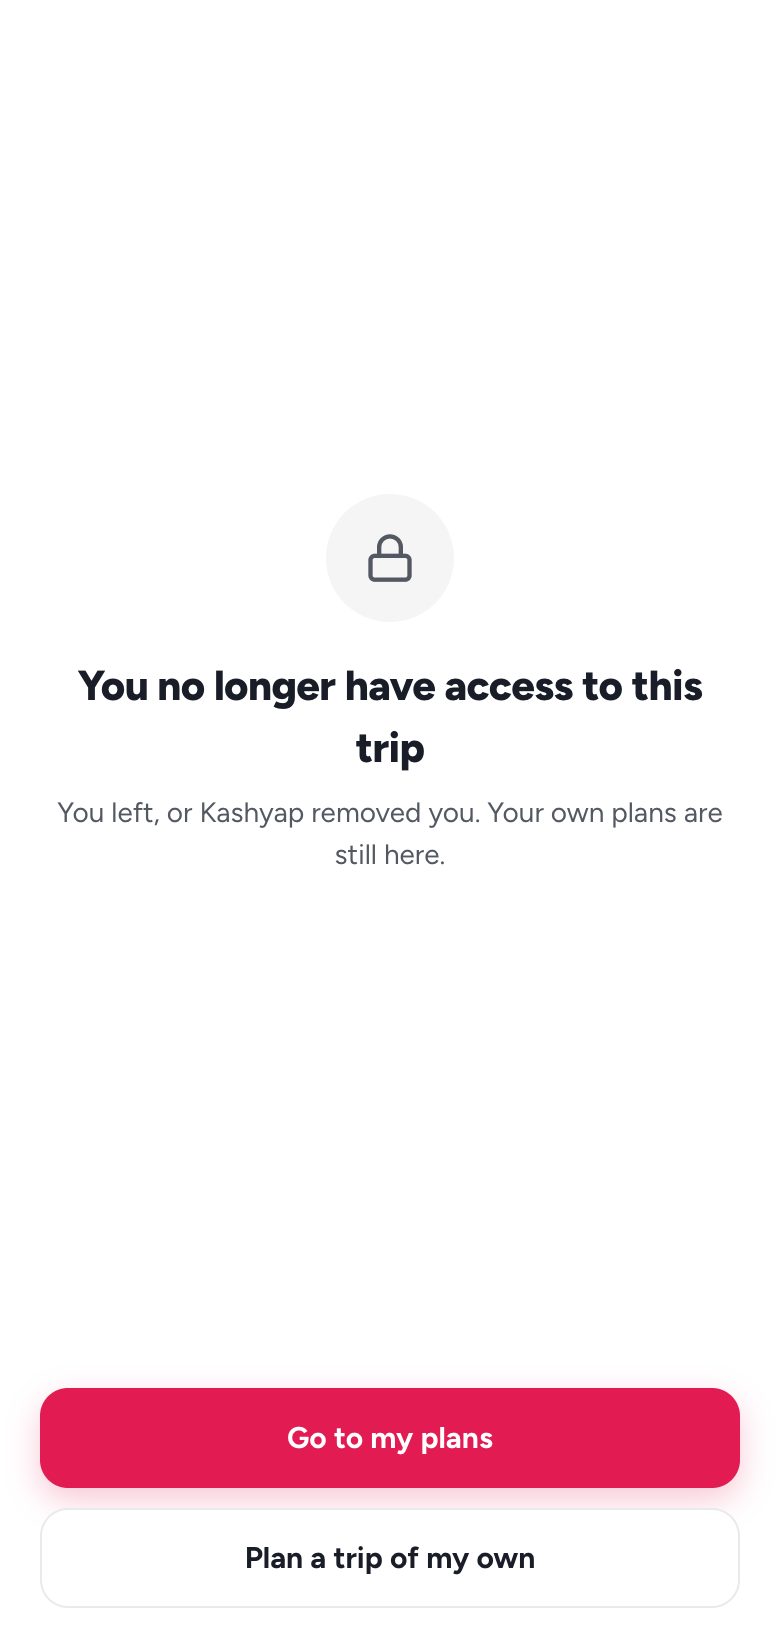 You no longer have access to this
trip
You left, or Kashyap removed you. Your own plans are
still here.
Go to my plans
Plan a trip of my own